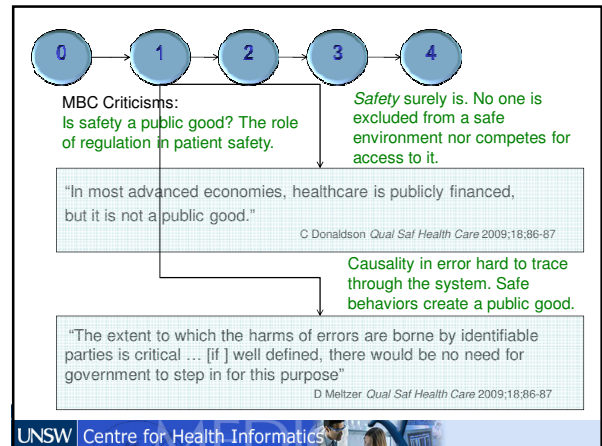 0 1 2 3 4
MBC Criticisms:
Is safety a public good? The role
of regulation in patient safety.
Safety surely is. No one is
excluded from a safe
environment nor competes for
access to it.
“In most advanced economies, healthcare is publicly financed,
but it is not a public good.”
C Donaldson Qual Saf Health Care 2009;18;86-87
Causality in error hard to trace
through the system. Safe
behaviors create a public good.
“The extent to which the harms of errors are borne by identifiable
parties is critical … [if ] well defined, there would be no need for
government to step in for this purpose”
D Meltzer Qual Saf Health Care 2009;18;86-87
UNSW Centre for Health Informatics